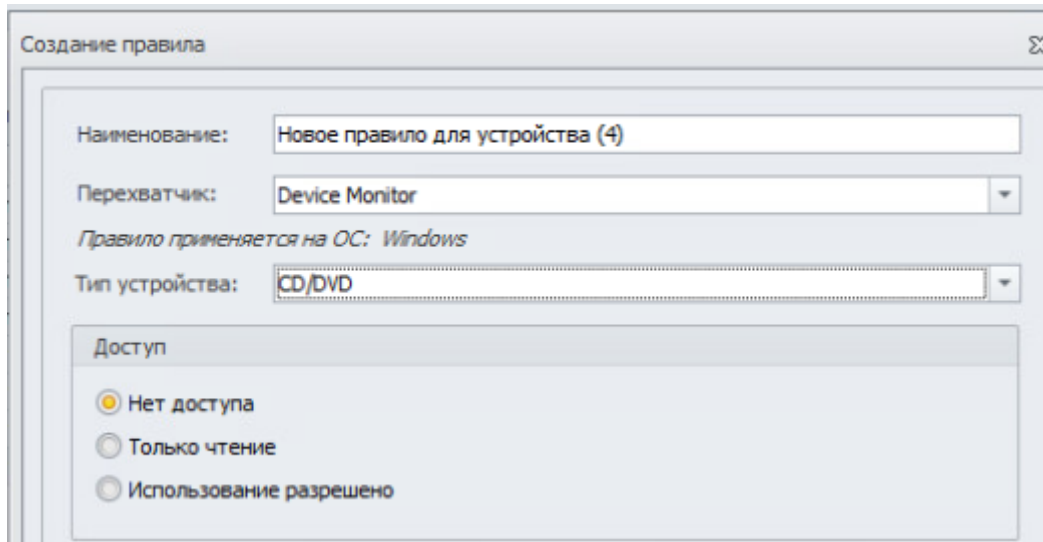 Создание правила
Наименование: Новое правило для устройства (4)
Перехватчик: Device Monitor
Правило применяется на ОС: Windows
Тип устройства: CD/DVD
Доступ
Нет доступа
Только чтение
Использование разрешено